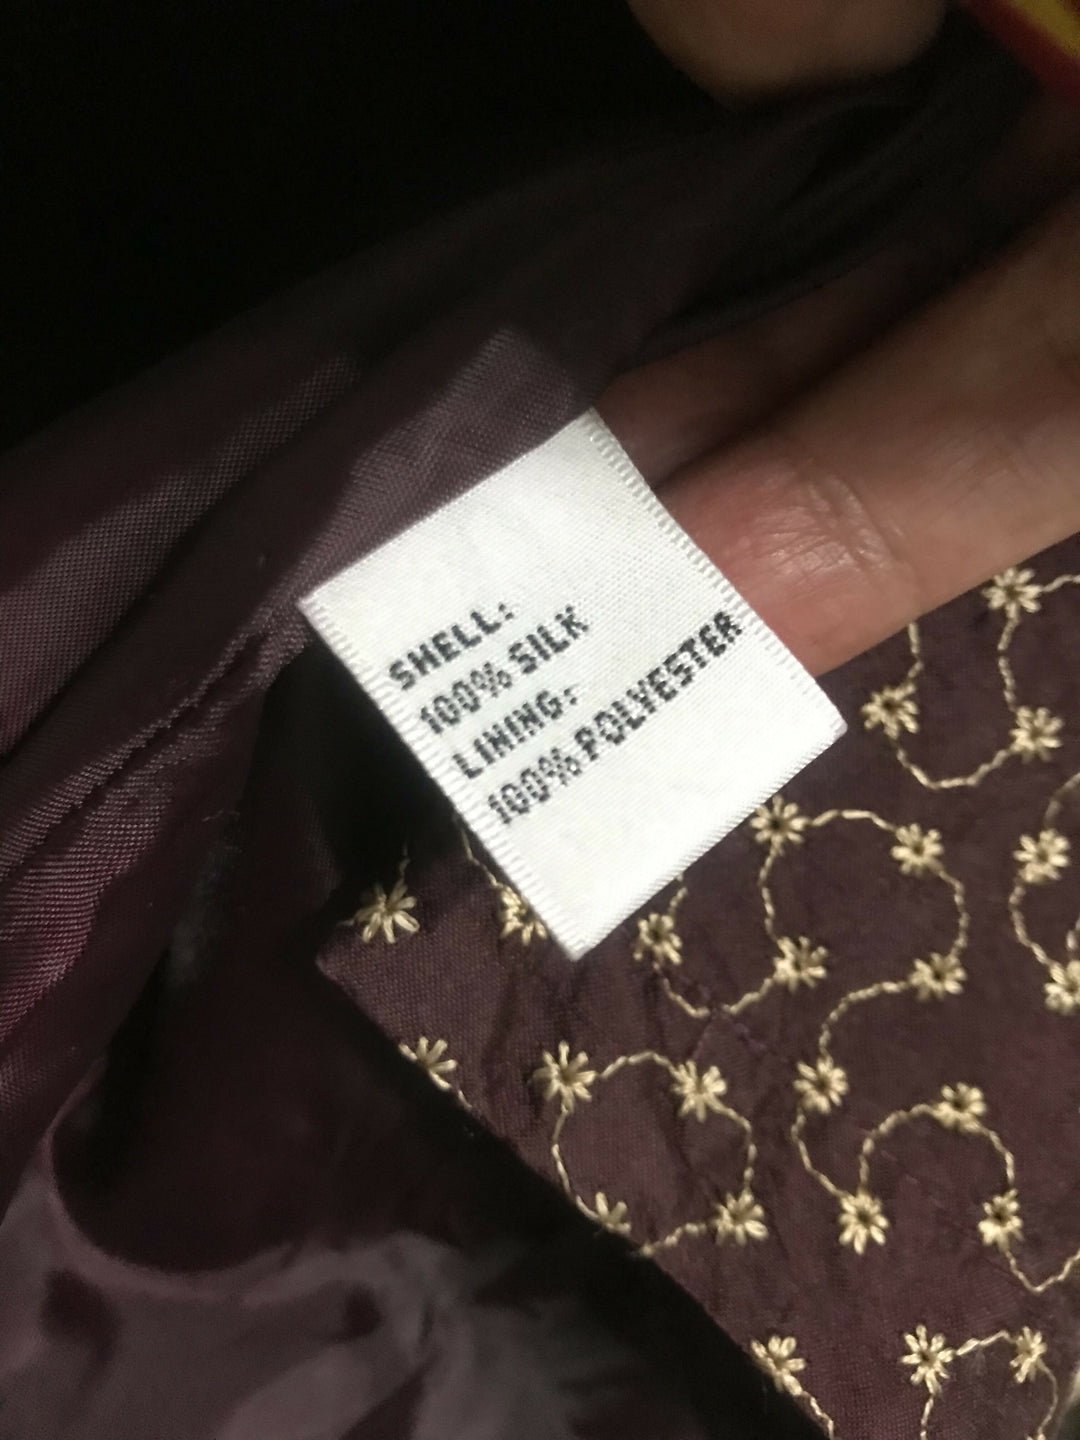 SHELL:
100% SILK
LINING:
100% POLYESTER